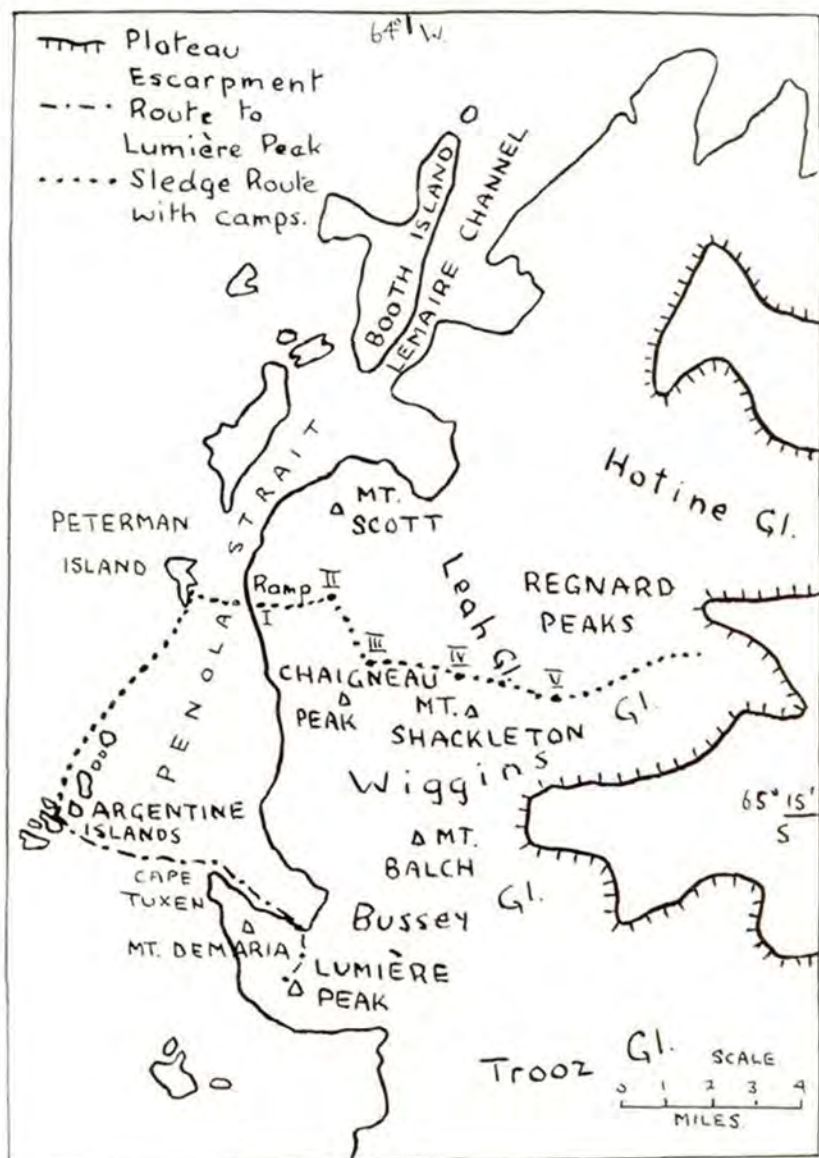 64° W.
Plateau
Escarpment
Route to
Lumière Peak
Sledge Route
with camps.
BOOTH ISLAND
LEMAIRE CHANNEL
Hotine Gl.
MT.
SCOTT
PETERMAN
ISLAND
PENOLA STRAIT
Leah Gl.
REGNARD
PEAKS
Ramp
I
II
III
IV
V
CHAIGNEAU
PEAK
MT.
SHACKLETON
Wiggins Gl.
65° 15'
S
ARGENTINE
ISLANDS
MT.
BALCH
CAPE
TUXEN
Bussey Gl.
MT. DEMARIA
LUMIÈRE
PEAK
Trooz Gl.
SCALE
0 1 2 3 4
MILES